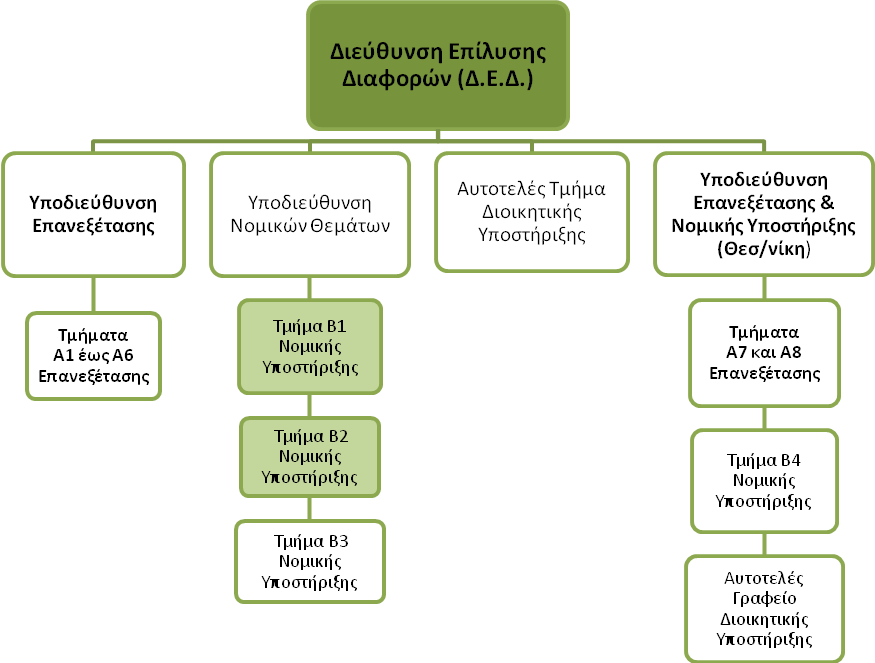 Διεύθυνση Επίλυσης
Διαφορών (Δ.Ε.Δ.)
Υποδιεύθυνση
Επανεξέτασης
Τμήματα
Α1 έως Α6
Επανεξέτασης
Υποδιεύθυνση
Νομικών Θεμάτων
Τμήμα Β1
Νομικής
Υποστήριξης
Τμήμα Β2
Νομικής
Υποστήριξης
Τμήμα Β3
Νομικής
Υποστήριξης
Αυτοτελές Τμήμα
Διοικητικής
Υποστήριξης
Υποδιεύθυνση
Επανεξέτασης &
Νομικής Υποστήριξης
(Θεσ/νίκη)
Τμήματα
Α7 και Α8
Επανεξέτασης
Τμήμα Β4
Νομικής
Υποστήριξης
Αυτοτελές
Γραφείο
Διοικητικής
Υποστήριξης